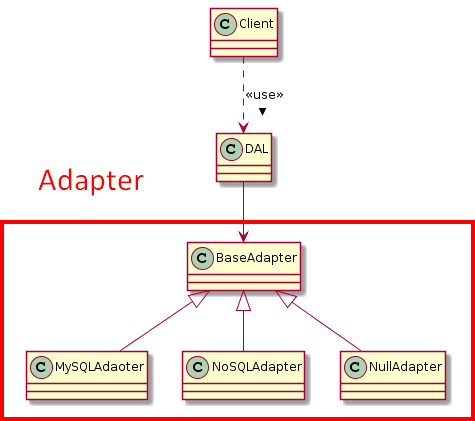 C Client
«use»
C DAL
Adapter
C BaseAdapter
C MySQLAdaoter
C NoSQLAdapter
C NullAdapter